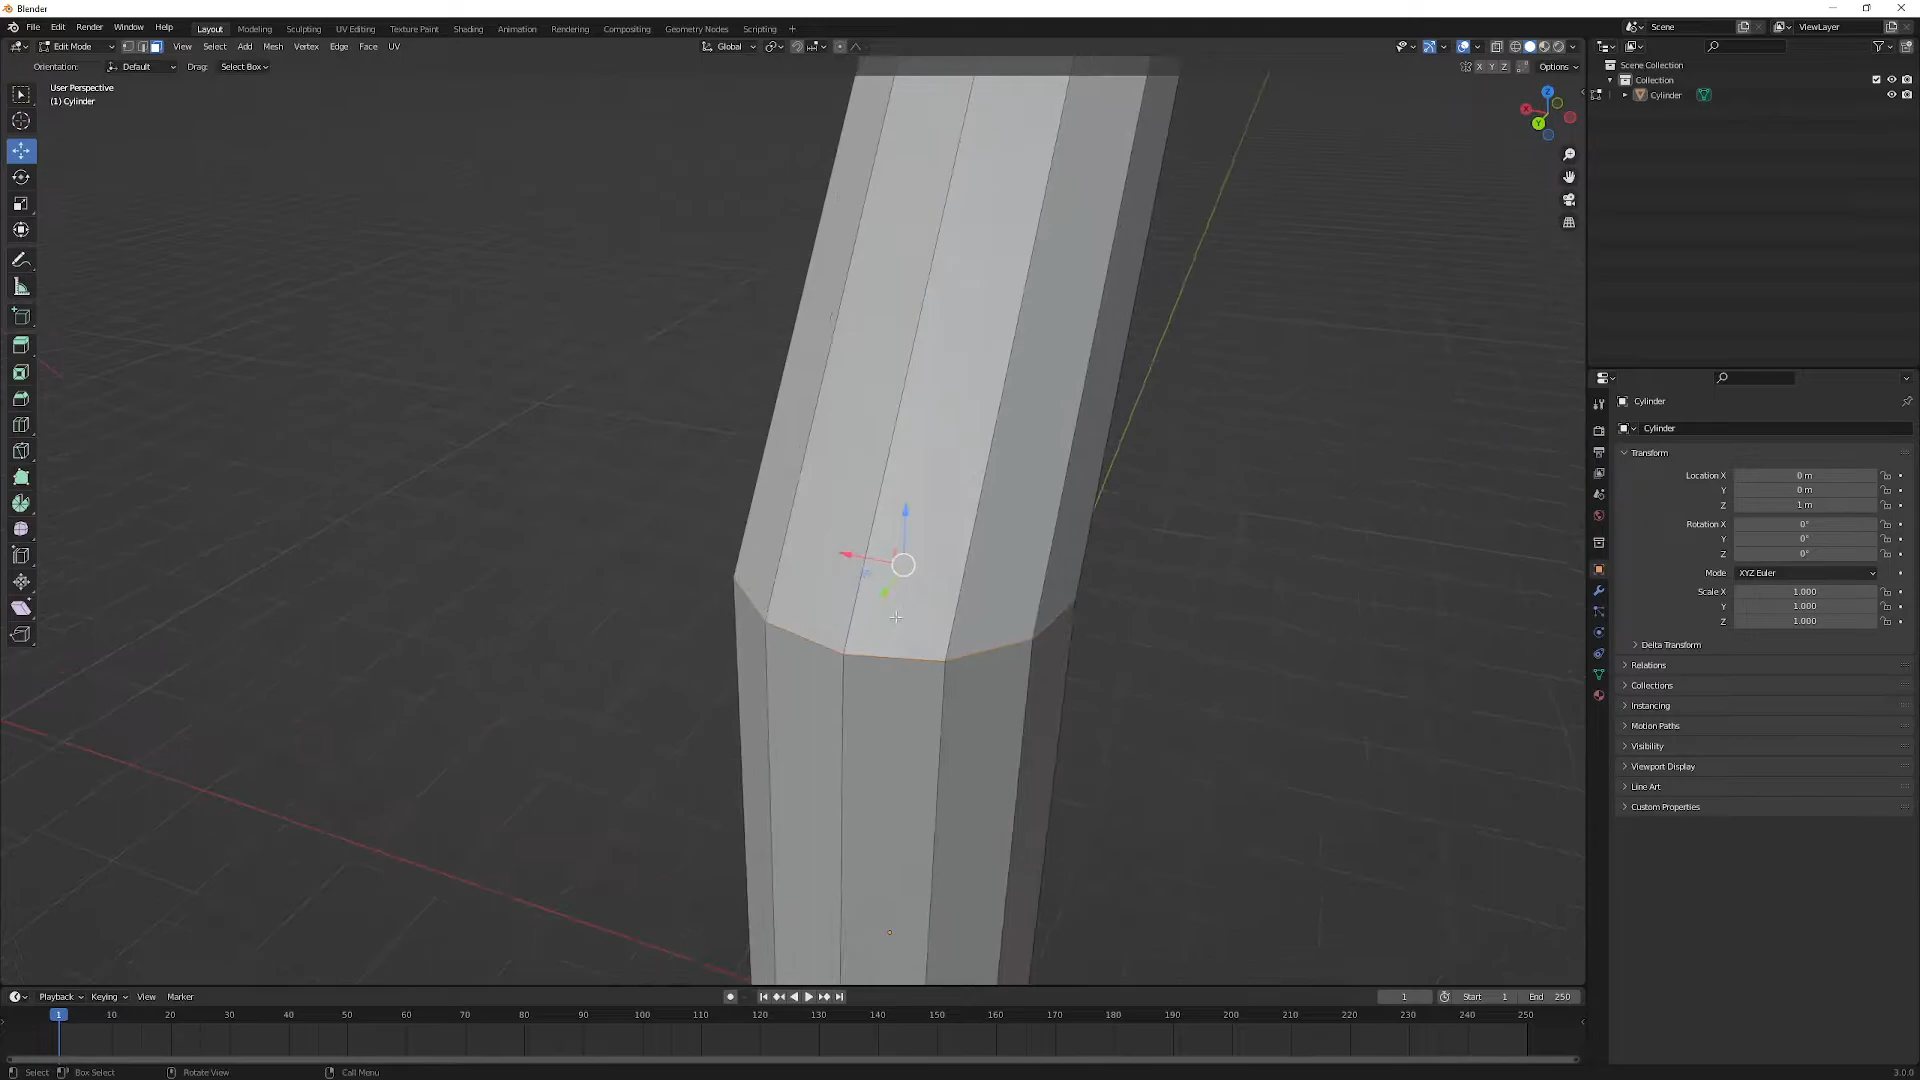 Blender
File Edit Render Window Help Layout Modeling Sculpting UV Editing Texture Paint Shading Animation Rendering Compositing Geometry Nodes Scripting + Scene ViewLayer
Edit Mode View Select Add Mesh Vertex Edge Face UV Global
Orientation: Default Drag: Select Box X Y Z Options
User Perspective
(1) Cylinder
Z
X
Y
Scene Collection
Collection
Cylinder
Cylinder
Cylinder
Transform
Location X 0 m
Y 0 m
Z 1 m
Rotation X 0°
Y 0°
Z 0°
Mode XYZ Euler
Scale X 1.000
Y 1.000
Z 1.000
Delta Transform
Relations
Collections
Instancing
Motion Paths
Visibility
Viewport Display
Line Art
Custom Properties
Playback Keying View Marker 1 Start 1 End 250
1 10 20 30 40 50 60 70 80 90 100 110 120 130 140 150 160 170 180 190 200 210 220 230 240 250
Select Box Select Rotate View Call Menu 3.0.0